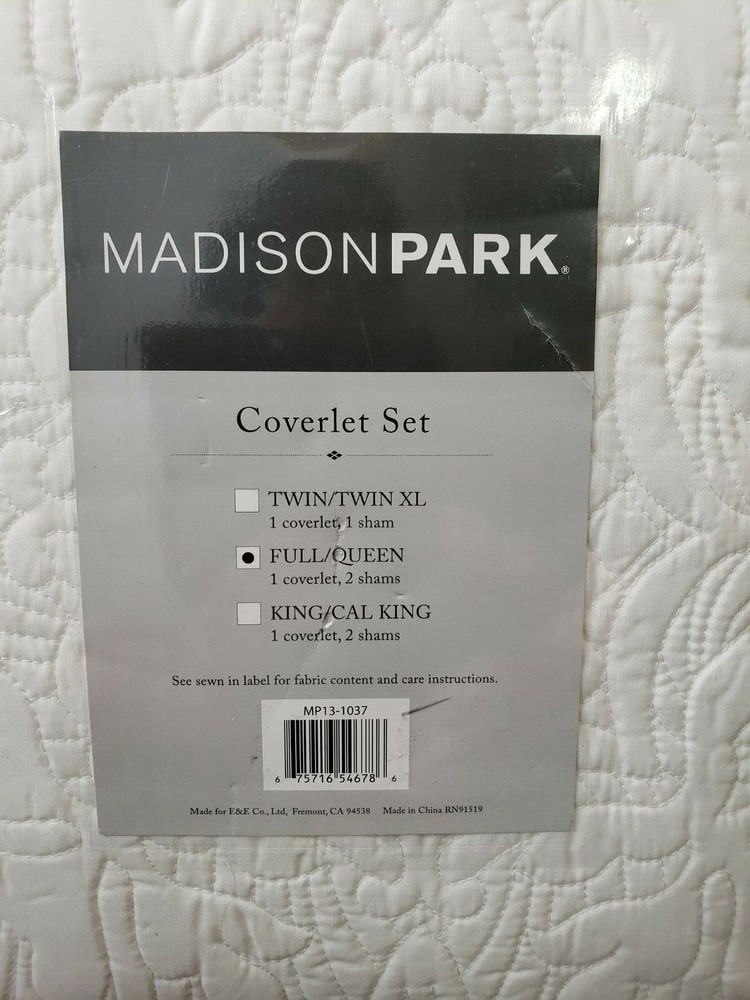 MADISONPARK®
Coverlet Set
TWIN/TWIN XL
1 coverlet, 1 sham
FULL/QUEEN
1 coverlet, 2 shams
KING/CAL KING
1 coverlet, 2 shams
See sewn in label for fabric content and care instructions.
MP13-1037
6 75716 54678 6
Made for E&E Co., Ltd, Fremont, CA 94538 Made in China RN91519